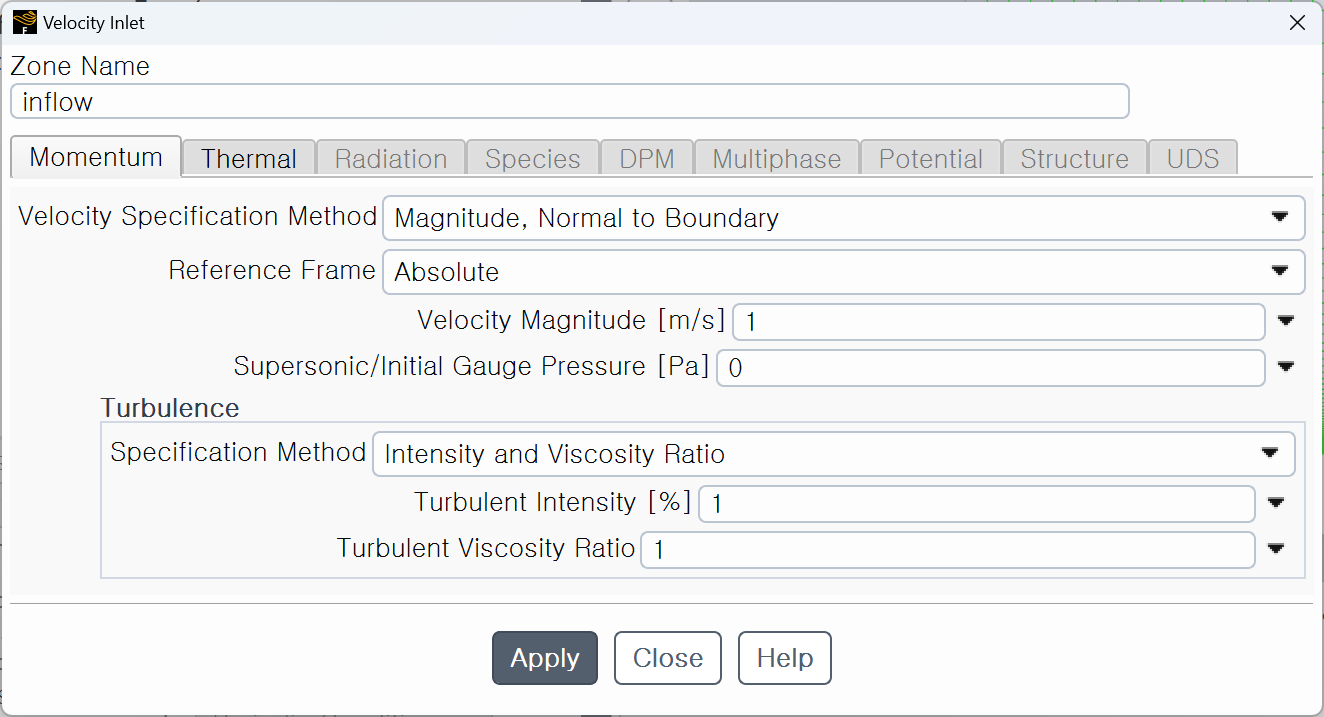 Velocity Inlet
Zone Name
inflow
Momentum Thermal Radiation Species DPM Multiphase Potential Structure UDS
Velocity Specification Method Magnitude, Normal to Boundary
Reference Frame Absolute
Velocity Magnitude [m/s] 1
Supersonic/Initial Gauge Pressure [Pa] 0
Turbulence
Specification Method Intensity and Viscosity Ratio
Turbulent Intensity [%] 1
Turbulent Viscosity Ratio 1
Apply Close Help